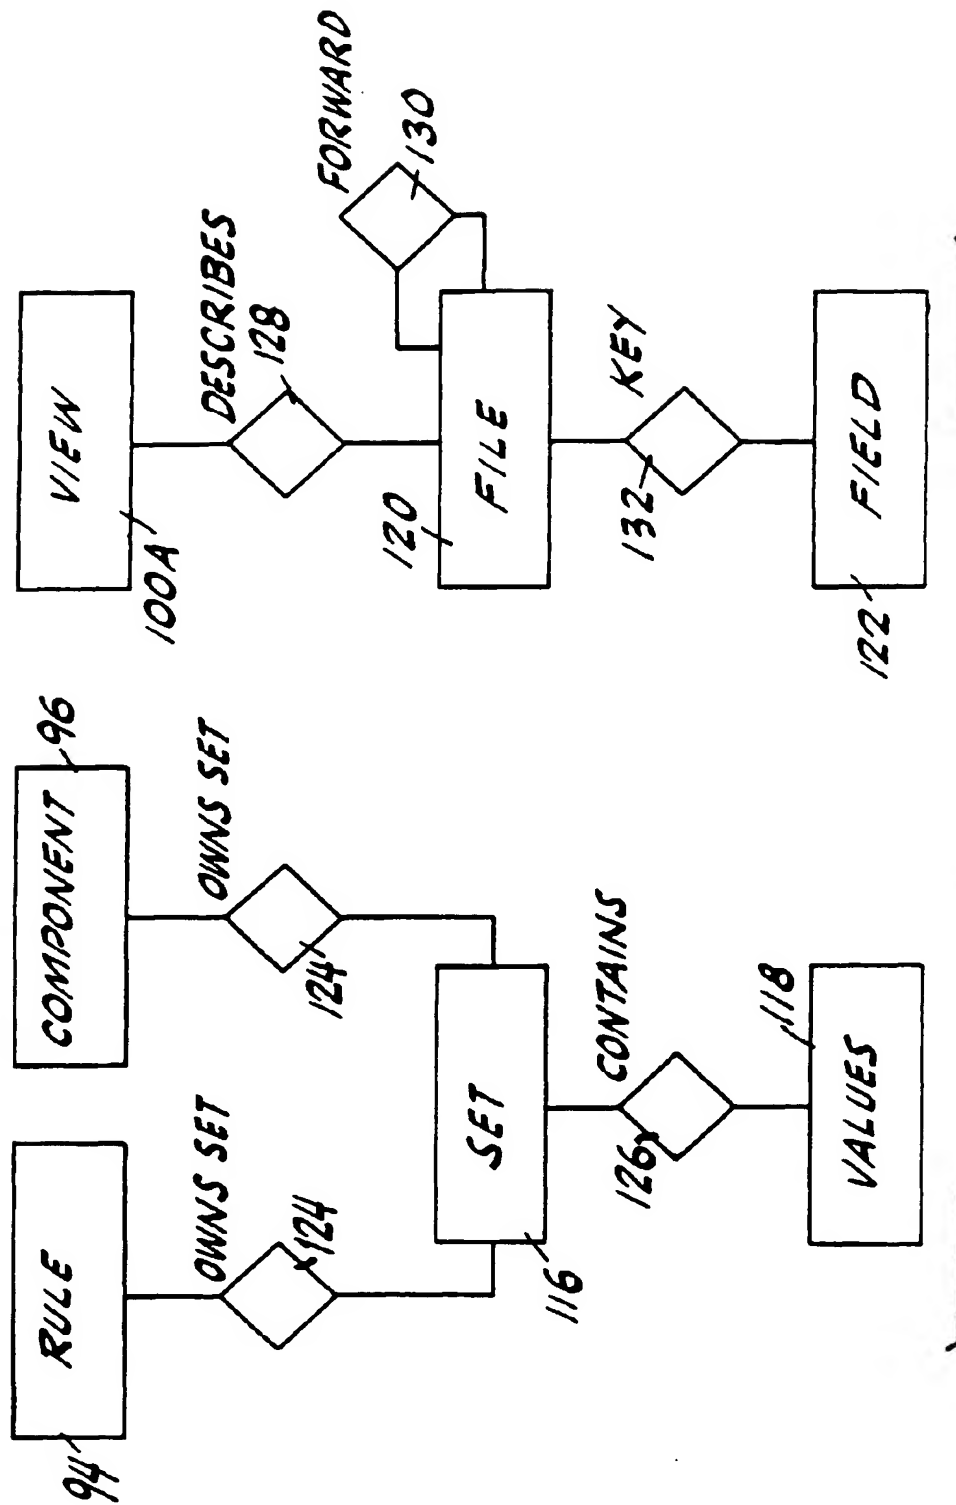 RULE
94
COMPONENT
96
OWNS SET
124
OWNS SET
124
SET
116
CONTAINS
126
VALUES
118
VIEW
100A
DESCRIBES
128
FORWARD
130
FILE
120
KEY
132
FIELD
122